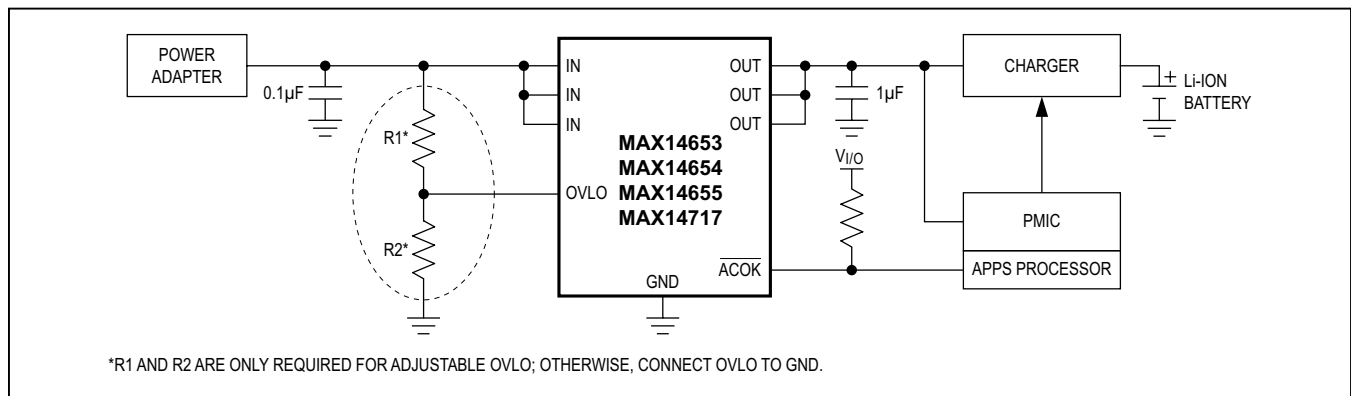 POWER
ADAPTER
0.1µF
R1*
R2*
IN
IN
IN
OVLO
GND
MAX14653
MAX14654
MAX14655
MAX14717
OUT
OUT
OUT
ACOK
1µF
VI/O
CHARGER
+ Li-ION
BATTERY
PMIC
APPS PROCESSOR
*R1 AND R2 ARE ONLY REQUIRED FOR ADJUSTABLE OVLO; OTHERWISE, CONNECT OVLO TO GND.